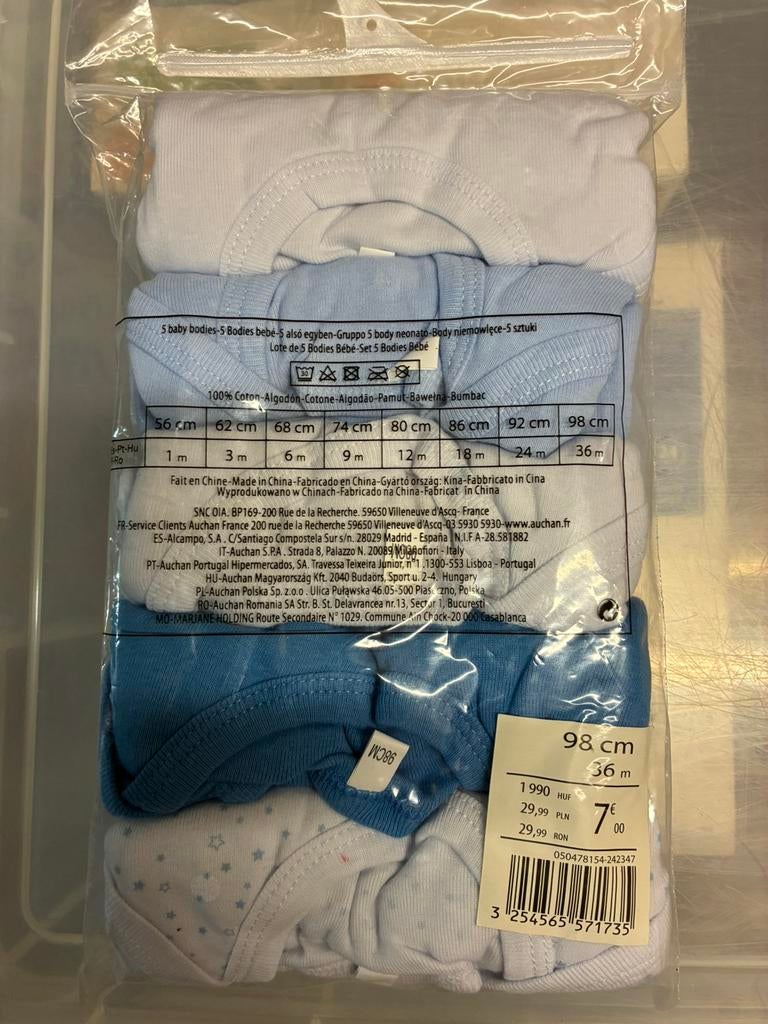 5 baby bodies-5 Bodies bebé-5 alsó egyben-Gruppo 5 body neonato-Body niemowlęce-5 sztuki
Lote de 5 Bodies Bébé-Set 5 Bodies Bébé
30
100% Coton-Algodón-Cotone-Algodão-Pamut-Bawełna-Bumbac
56 cm 62 cm 68 cm 74 cm 80 cm 86 cm 92 cm 98 cm
-Pt-Hu
-Ro
1 m 3 m 6 m 9 m 12 m 18 m 24 m 36 m
Fait en Chine-Made in China-Fabricado en China-Gyártó ország: Kína-Fabbricato in Cina
Wyprodukowano w Chinach-Fabricado na China-Fabricat în China
SNC OIA. BP169-200 Rue de la Recherche. 59650 Villeneuve d'Ascq- France
FR-Service Clients Auchan France 200 rue de la Recherche 59650 Villeneuve d'Ascq-03 5930 5930-www.auchan.fr
ES-Alcampo, S.A . C/Santiago Compostela Sur s/n. 28029 Madrid - España . N.I.F A-28.581882
IT-Auchan S.P.A . Strada 8, Palazzo N. 20089 Milanofiori - Italy
PT-Auchan Portugal Hipermercados, SA. Travessa Teixeira Junior, n°1 .1300-553 Lisboa - Portugal
HU-Auchan Magyarország Kft. 2040 Budaörs, Sport u. 2-4. Hungary
PL-Auchan Polska Sp. z.o.o . Ulica Puławska 46.05-500 Piaseczno, Polska
RO-Auchan Romania SA Str. B. St. Delavrancea nr.13, Sector 1, Bucuresti
MO-MARJANE HOLDING Route Secondaire N° 1029. Commune Ain Chock-20 000 Casablanca
98CM
98 cm
36 m
1 990 HUF
29,99 PLN
29,99 RON
7€00
050478154-242347
3 254565 571735